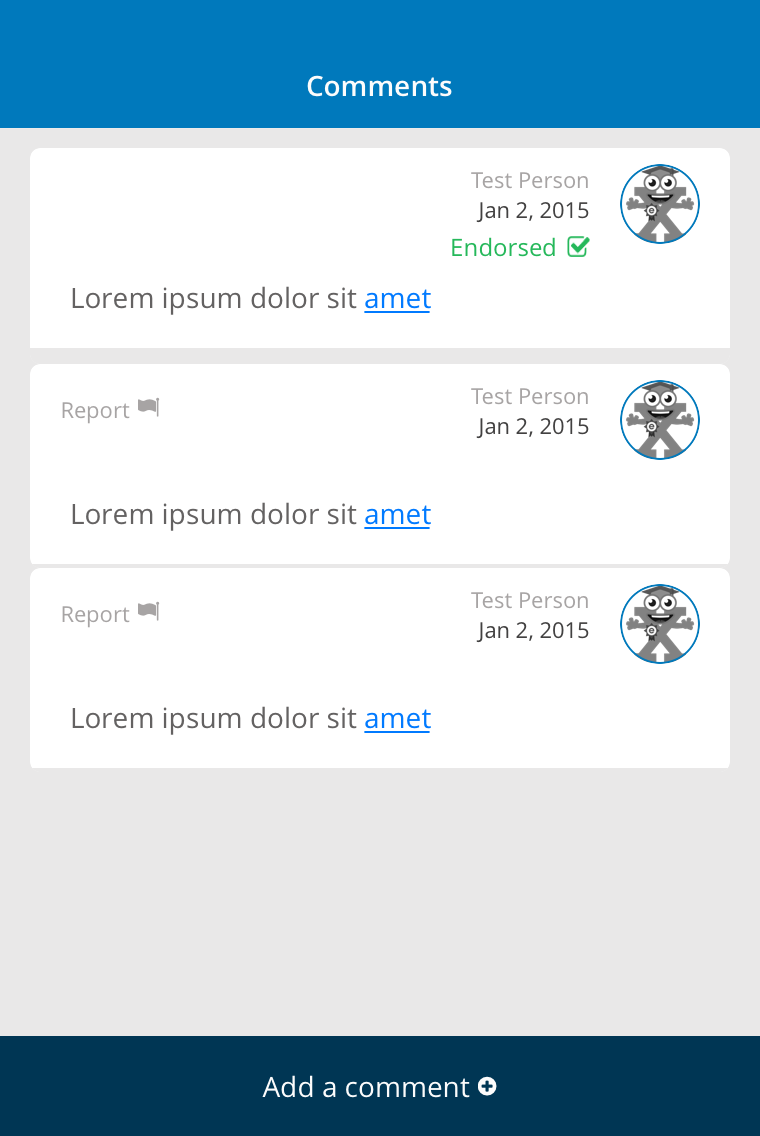 Comments
Test Person
Jan 2, 2015
Endorsed
Lorem ipsum dolor sit amet
Report
Test Person
Jan 2, 2015
Lorem ipsum dolor sit amet
Report
Test Person
Jan 2, 2015
Lorem ipsum dolor sit amet
Add a comment